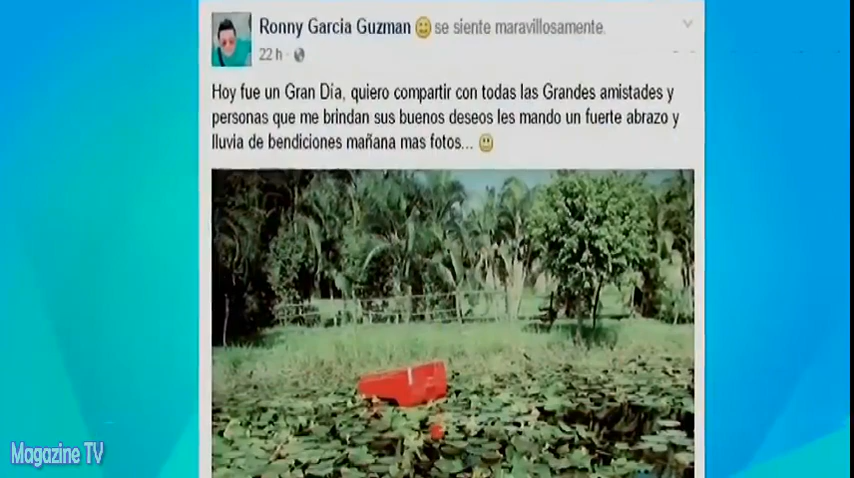 Ronny Garcia Guzman se siente maravillosamente.
22 h
Hoy fue un Gran Día, quiero compartir con todas las Grandes amistades y
personas que me brindan sus buenos deseos les mando un fuerte abrazo y
lluvia de bendiciones mañana mas fotos...
Magazine TV